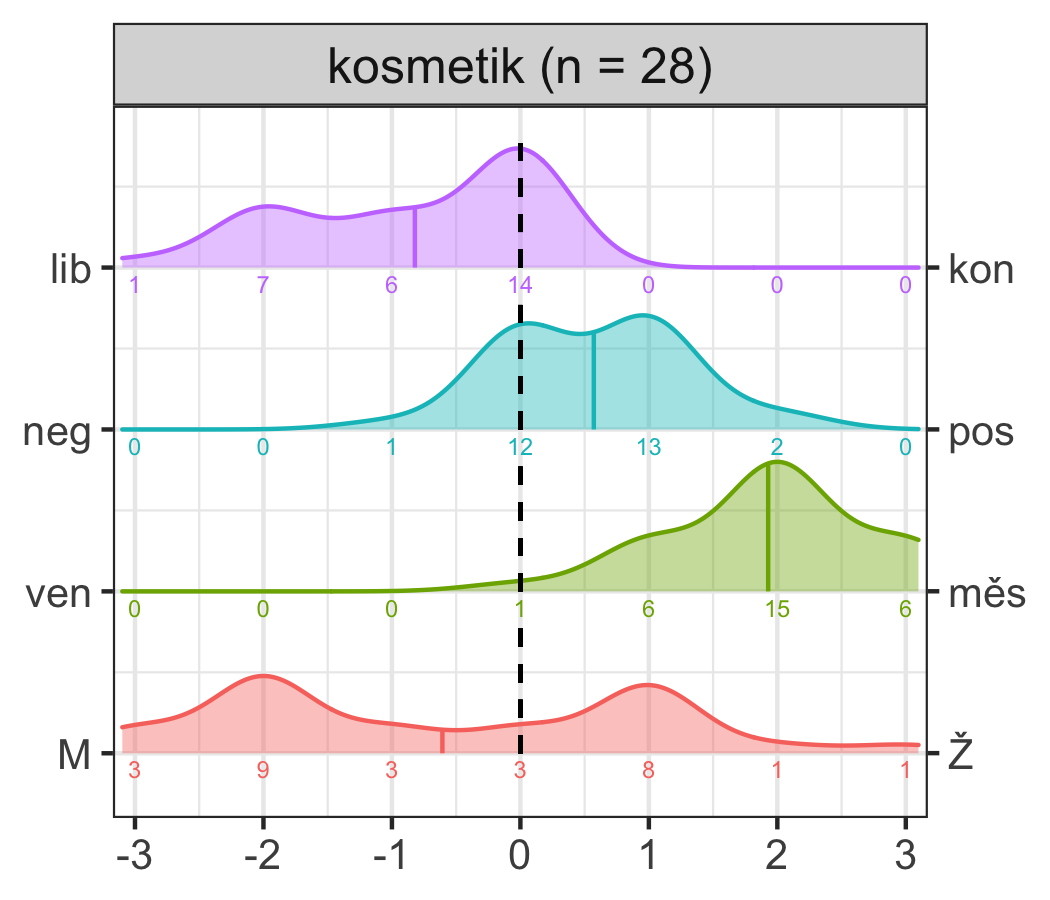 kosmetik (n = 28)
lib kon
1 7 6 14 0 0 0
neg pos
0 0 1 12 13 2 0
ven měs
0 0 0 1 6 15 6
M Ž
3 9 3 3 8 1 1
-3 -2 -1 0 1 2 3